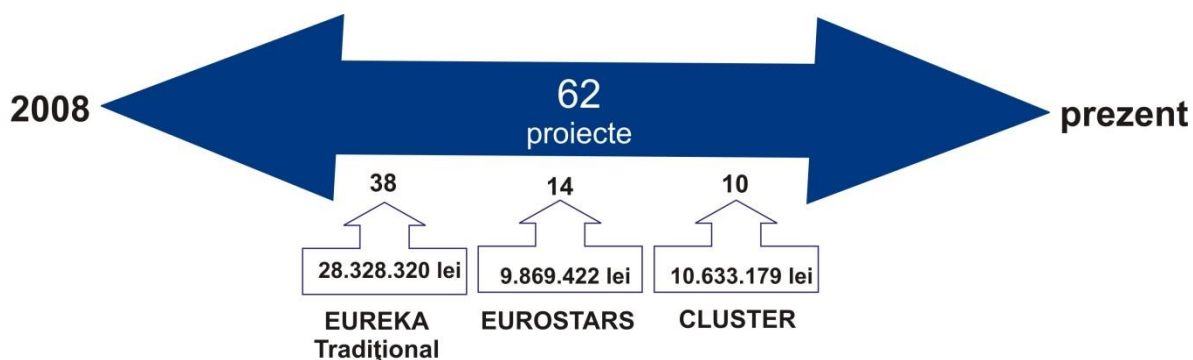 62
2008
prezent
proiecte
38
14
10
28.328.320 lei
9.869.422 lei
10.633.179 lei
EUREKA
Tradiţional
EUROSTARS
CLUSTER